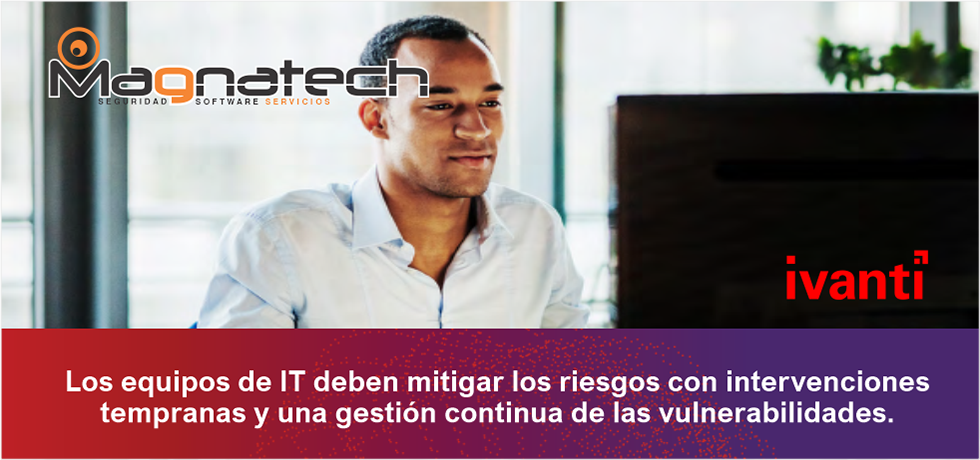 Magnatech
SEGURIDAD SOFTWARE SERVICIOS
ivanti
Los equipos de IT deben mitigar los riesgos con intervenciones
tempranas y una gestión continua de las vulnerabilidades.